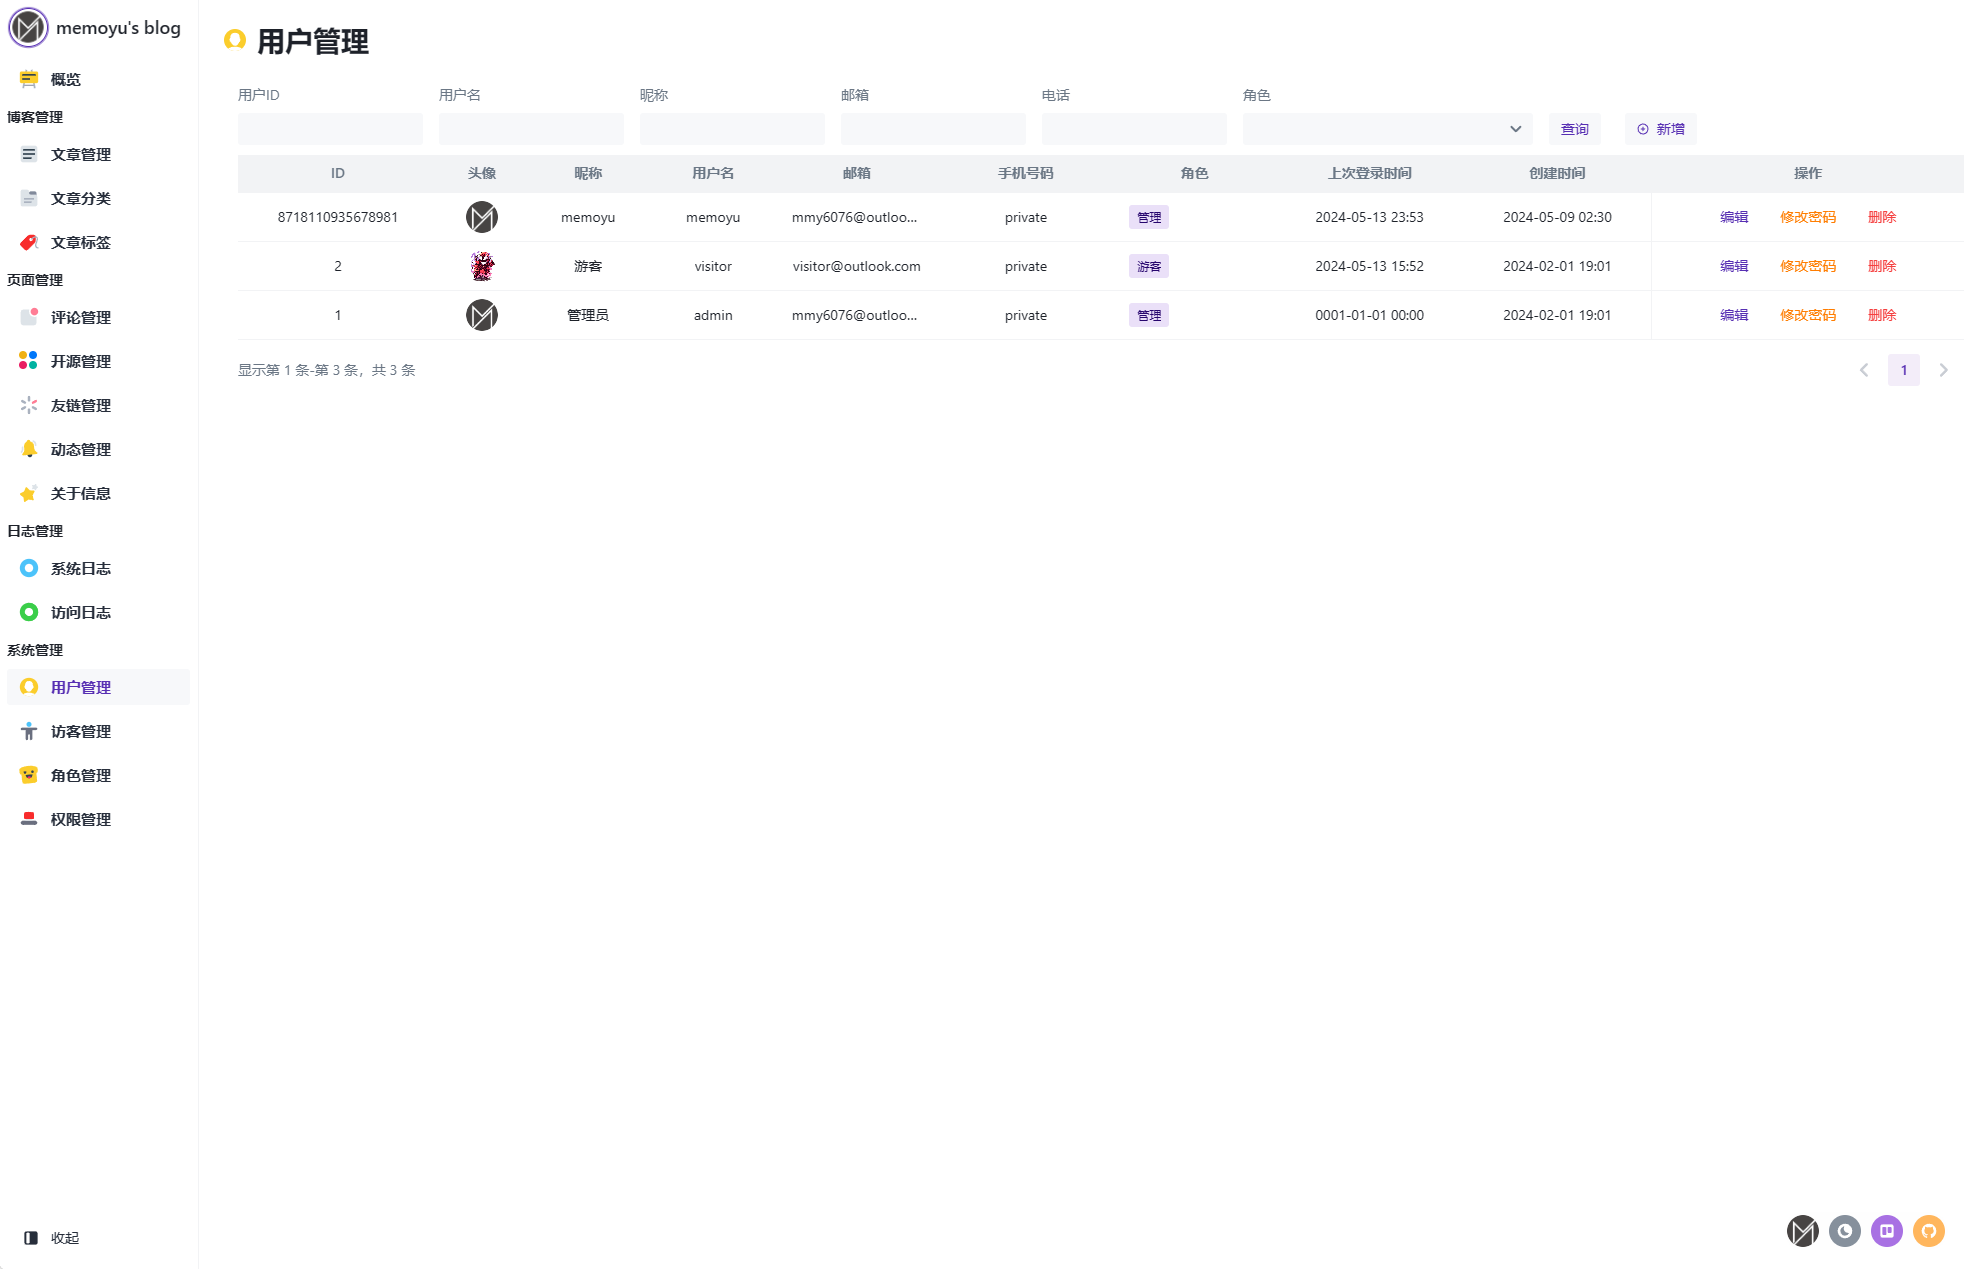 memoyu's blog
概览
博客管理
文章管理
文章分类
文章标签
页面管理
评论管理
开源管理
友链管理
动态管理
关于信息
日志管理
系统日志
访问日志
系统管理
用户管理
访客管理
角色管理
权限管理
收起
用户管理
用户ID 用户名 昵称 邮箱 电话 角色
查询 新增
ID 头像 昵称 用户名 邮箱 手机号码 角色 上次登录时间 创建时间 操作
8718110935678981 memoyu memoyu mmy6076@outloo... private 管理 2024-05-13 23:53 2024-05-09 02:30 编辑 修改密码 删除
2 游客 visitor visitor@outlook.com private 游客 2024-05-13 15:52 2024-02-01 19:01 编辑 修改密码 删除
1 管理员 admin mmy6076@outloo... private 管理 0001-01-01 00:00 2024-02-01 19:01 编辑 修改密码 删除
显示第 1 条-第 3 条，共 3 条
1